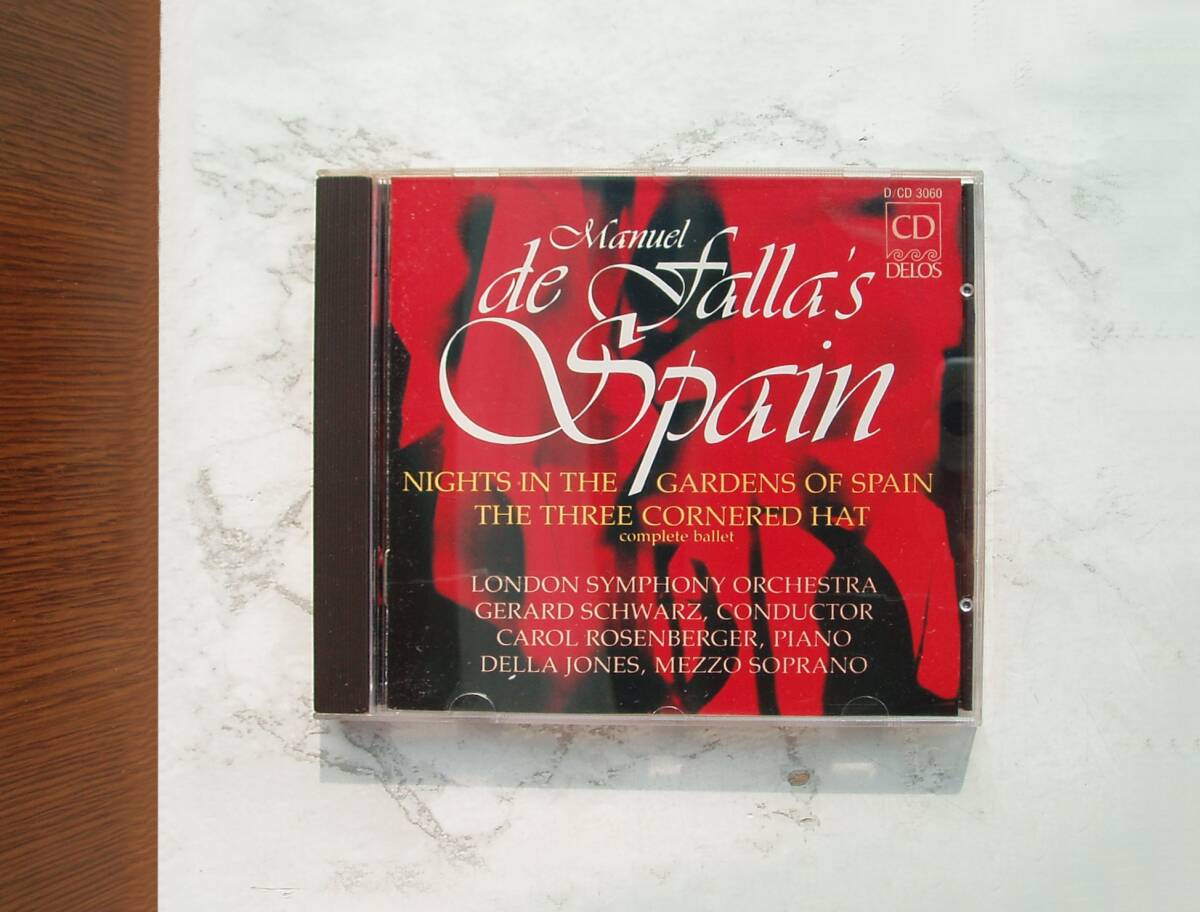 D/CD 3060
CD
DELOS
Manuel
de Falla's
Spain
NIGHTS IN THE GARDENS OF SPAIN
THE THREE CORNERED HAT
complete ballet
LONDON SYMPHONY ORCHESTRA
GERARD SCHWARZ, CONDUCTOR
CAROL ROSENBERGER, PIANO
DELLA JONES, MEZZO SOPRANO